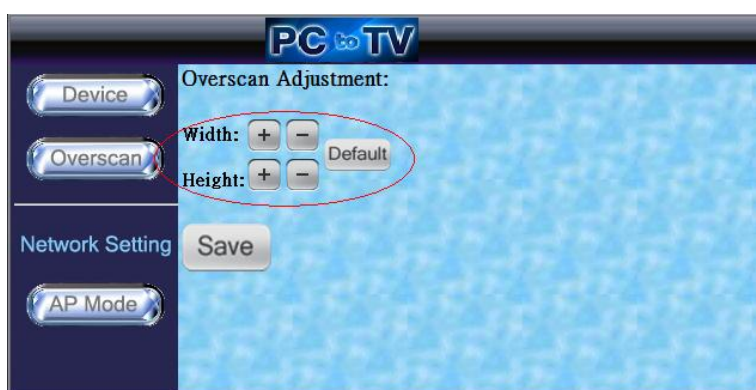 PC to TV
Device
Overscan
Network Setting
AP Mode
Overscan Adjustment:
Width: + −
Default
Height: + −
Save